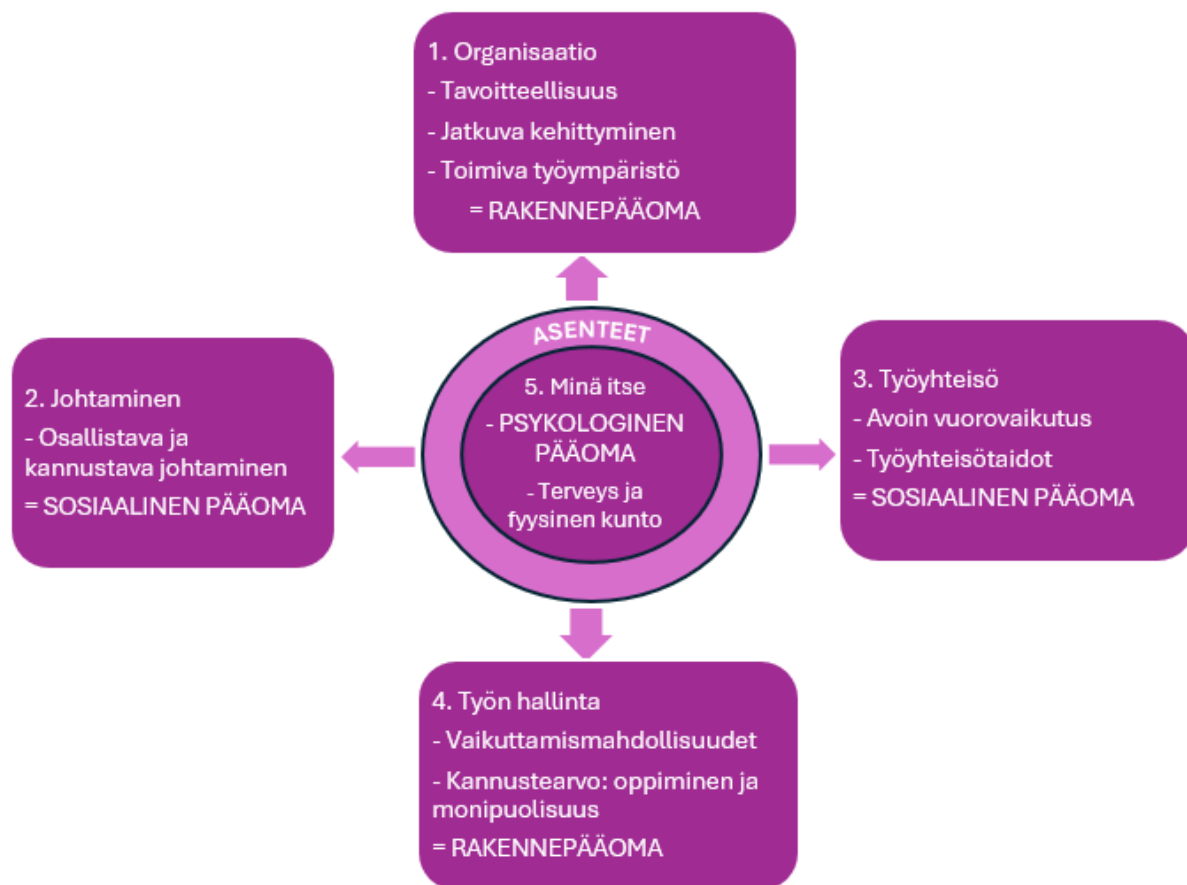 1. Organisaatio
- Tavoitteellisuus
- Jatkuva kehittyminen
- Toimiva työympäristö
= RAKENNEPÄÄOMA
2. Johtaminen
- Osallistava ja
kannustava johtaminen
= SOSIAALINEN PÄÄOMA
ASENTEET
5. Minä itse
- PSYKOLOGINEN
PÄÄOMA
- Terveys ja
fyysinen kunto
3. Työyhteisö
- Avoin vuorovaikutus
- Työyhteisötaidot
= SOSIAALINEN PÄÄOMA
4. Työn hallinta
- Vaikuttamismahdollisuudet
- Kannustearvo: oppiminen ja
monipuolisuus
= RAKENNEPÄÄOMA